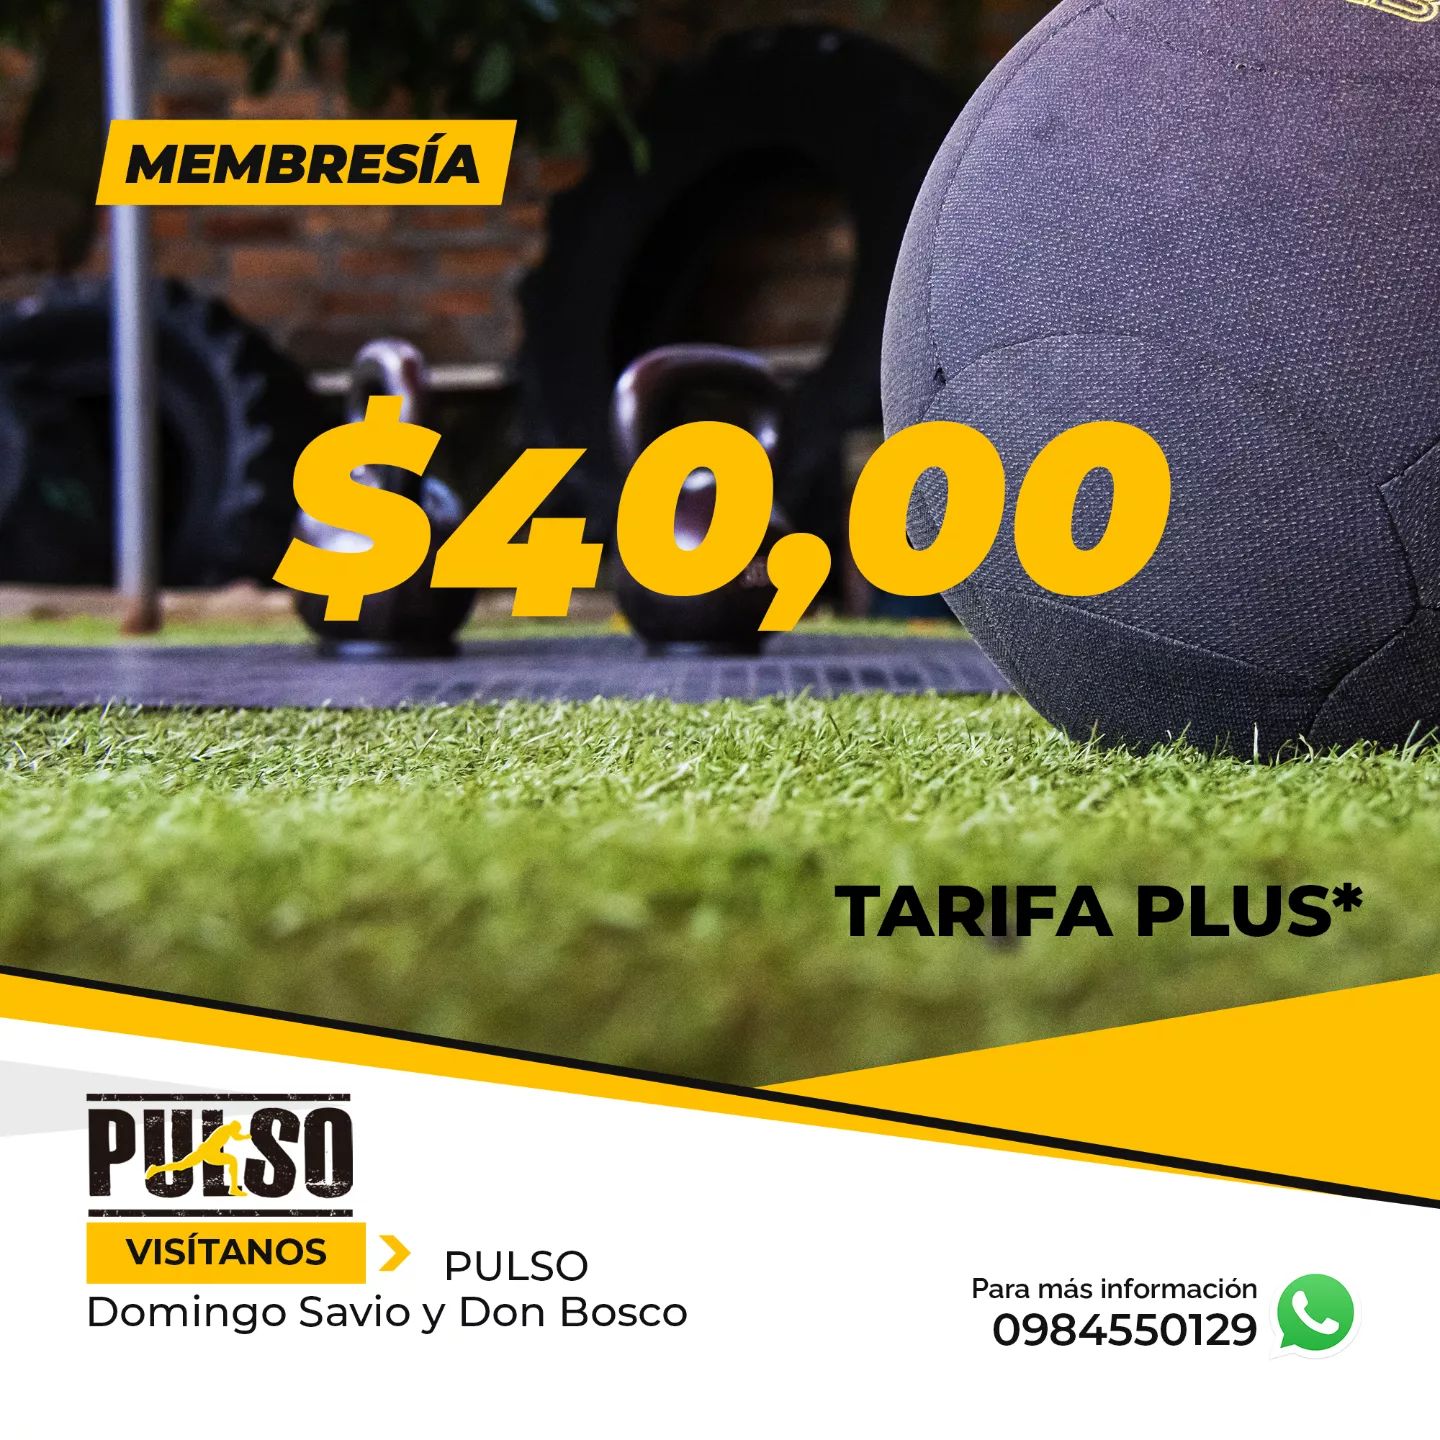 MEMBRESÍA
$40,00
TARIFA PLUS*
PULSO
VISÍTANOS
PULSO
Domingo Savio y Don Bosco
Para más información
0984550129